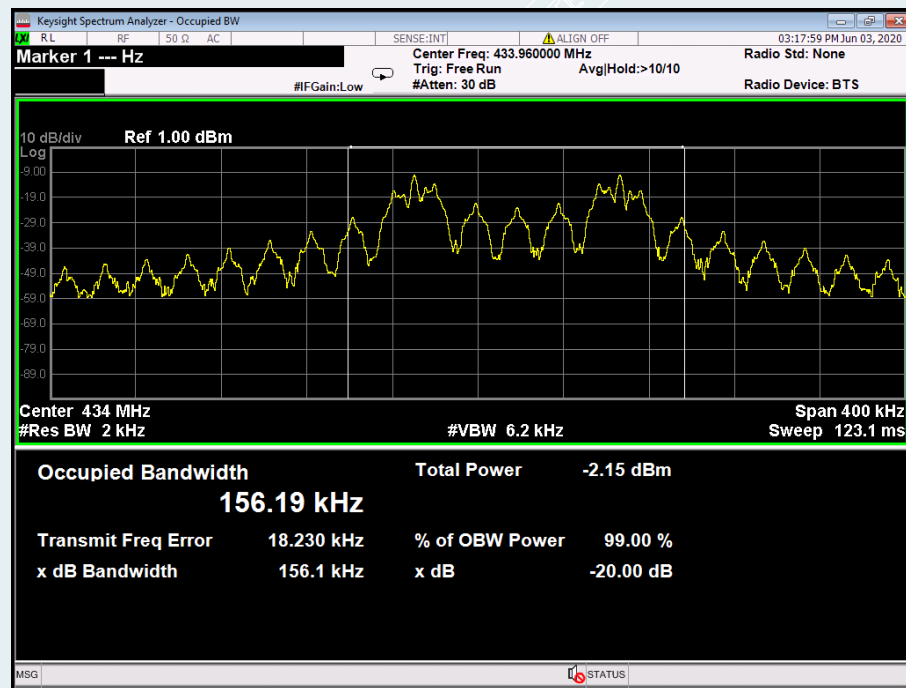 Keysight Spectrum Analyzer - Occupied BW
LXI RL RF 50 Ω AC SENSE:INT ALIGN OFF 03:17:59 PM Jun 03, 2020
Marker 1 --- Hz Center Freq: 433.960000 MHz Radio Std: None
Trig: Free Run Avg|Hold:>10/10
#IFGain:Low #Atten: 30 dB Radio Device: BTS
10 dB/div Ref 1.00 dBm
Log
-9.00
-19.0
-29.0
-39.0
-49.0
-59.0
-69.0
-79.0
-89.0
Center 434 MHz Span 400 kHz
#Res BW 2 kHz #VBW 6.2 kHz Sweep 123.1 ms
Occupied Bandwidth Total Power -2.15 dBm
156.19 kHz
Transmit Freq Error 18.230 kHz % of OBW Power 99.00 %
x dB Bandwidth 156.1 kHz x dB -20.00 dB
MSG STATUS